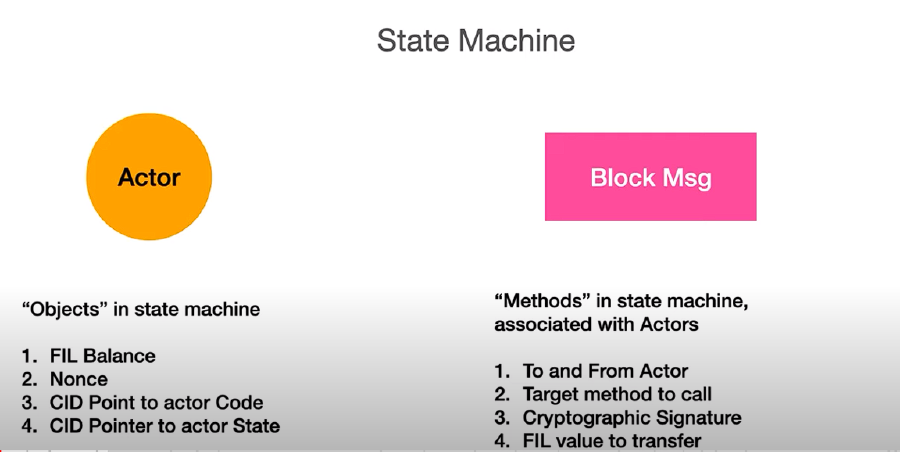 State Machine
Actor
Block Msg
“Objects” in state machine
1. FIL Balance
2. Nonce
3. CID Point to actor Code
4. CID Pointer to actor State
“Methods” in state machine,
associated with Actors
1. To and From Actor
2. Target method to call
3. Cryptographic Signature
4. FIL value to transfer